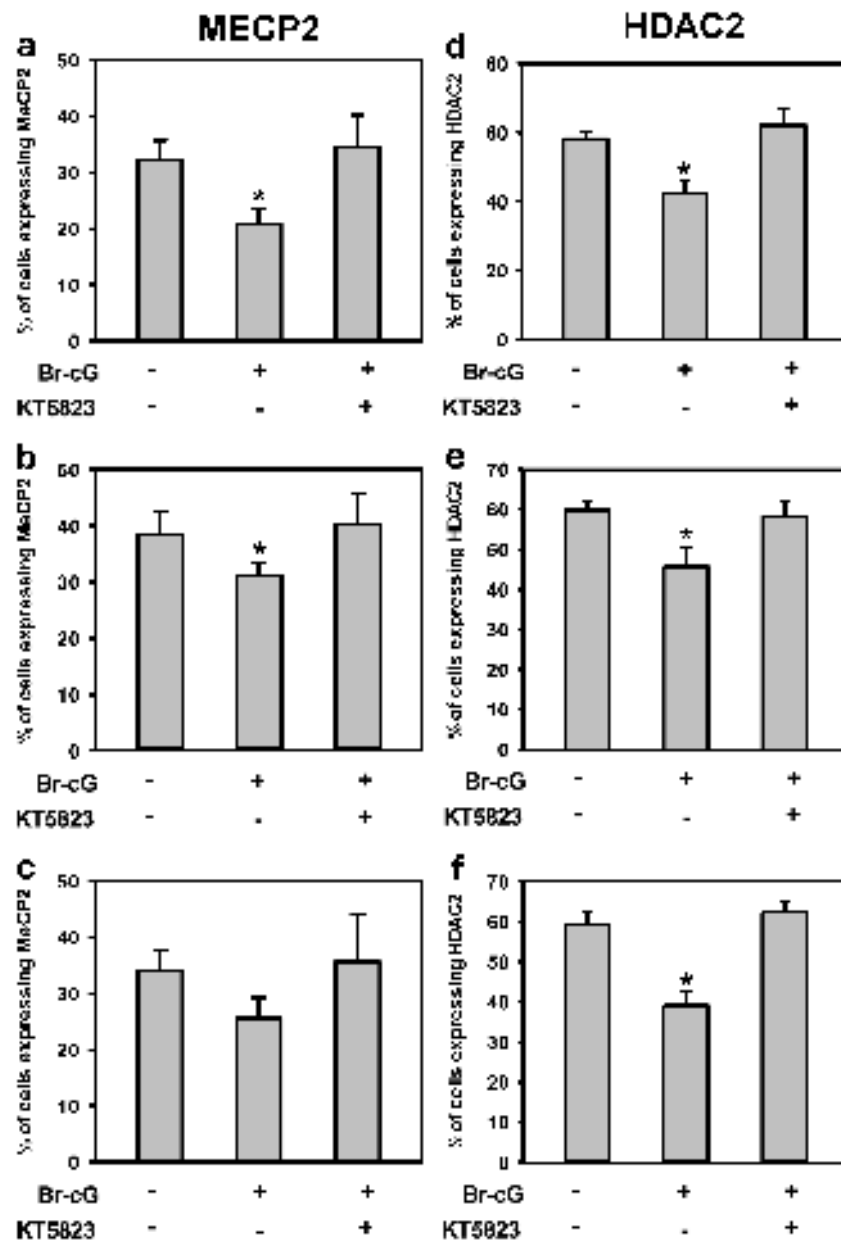 MECP2
HDAC2
a
% of cells expressing MeCP2
50
40
30
20
10
0
*
Br-cG - + +
KT5823 - - +
d
% of cells expressing HDAC2
80
60
40
20
0
*
Br-cG - + +
KT5823 - - +
b
% of cells expressing MeCP2
50
40
30
20
10
0
*
Br-cG - + +
KT5823 - - +
e
% of cells expressing HDAC2
70
60
50
40
30
20
10
0
*
Br-cG - + +
KT5823 - - +
c
% of cells expressing MeCP2
50
40
30
20
10
0
Br-cG - + +
KT5823 - - +
f
% of cells expressing HDAC2
70
60
50
40
30
20
10
0
*
Br-cG - + +
KT5823 - - +